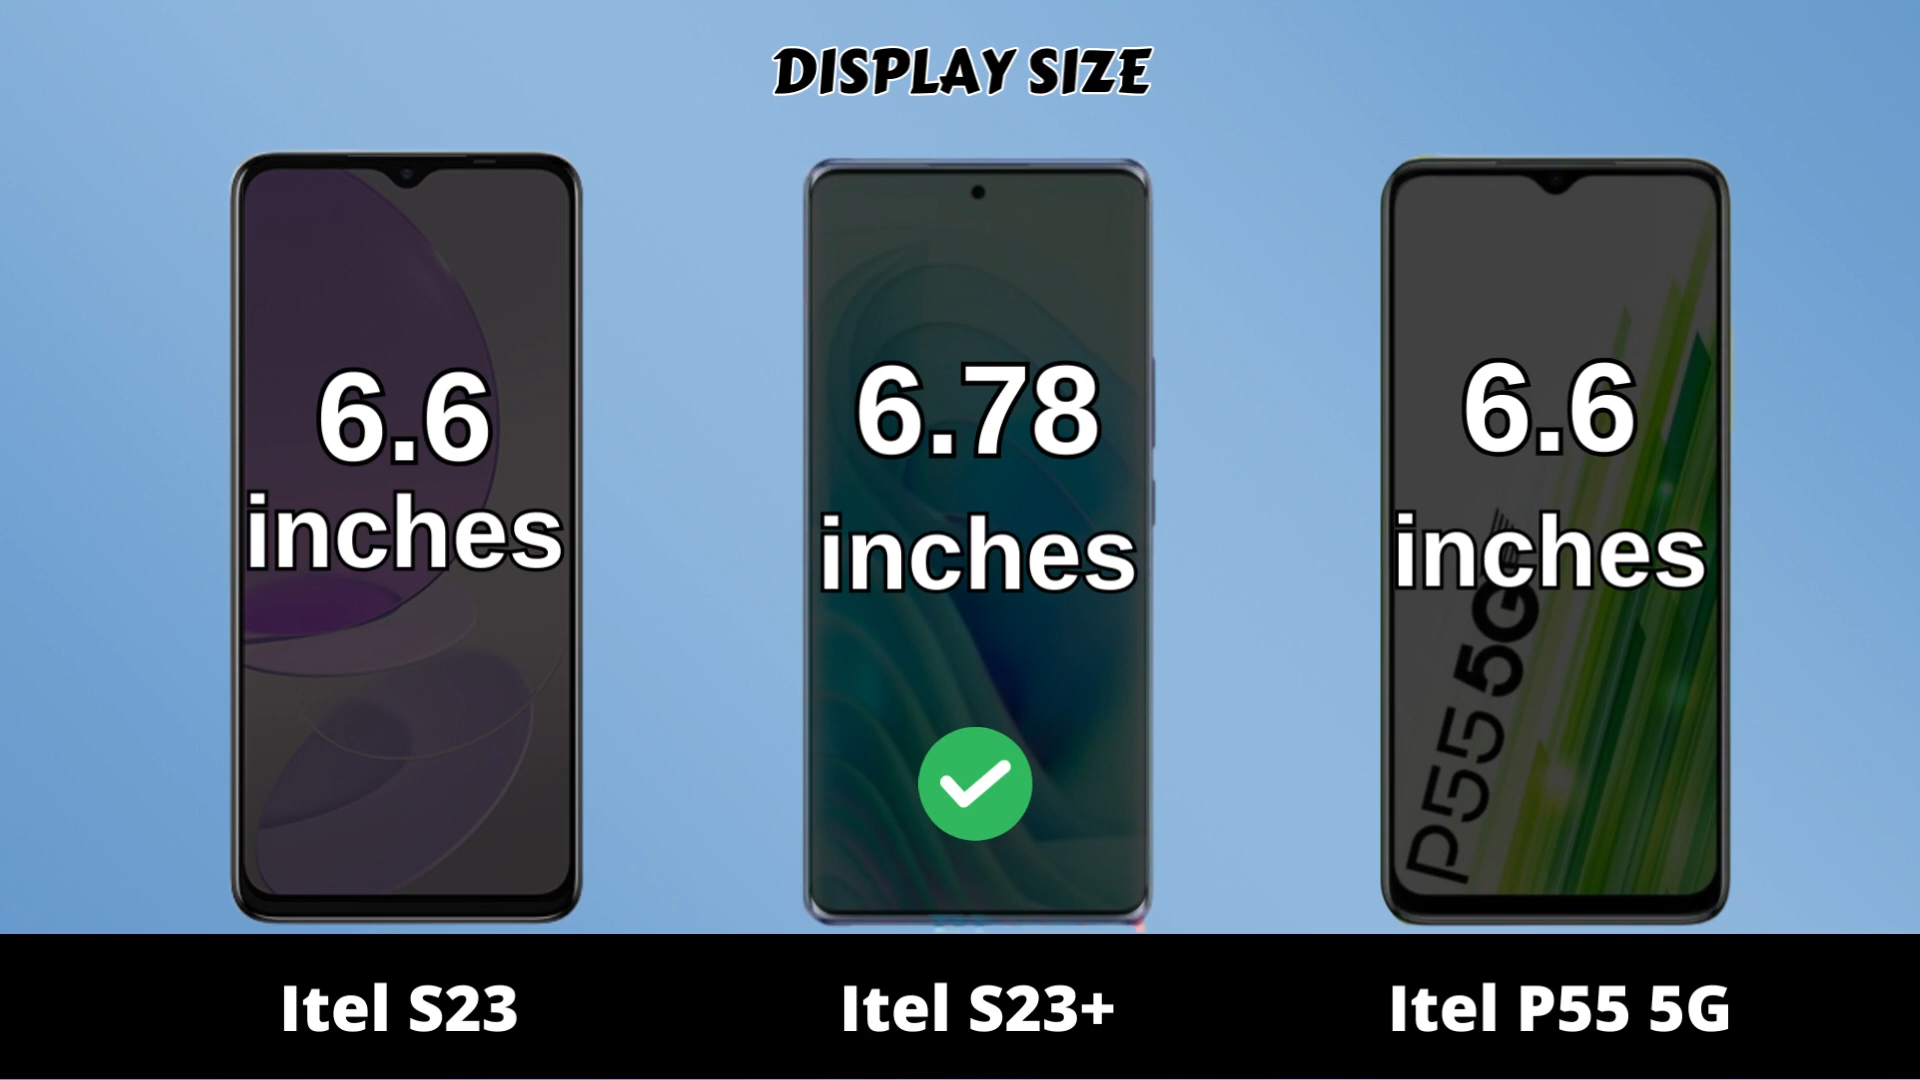 DISPLAY SIZE
6.6
inches
6.78
inches
6.6
inches
P55 5G
Itel S23
Itel S23+
Itel P55 5G